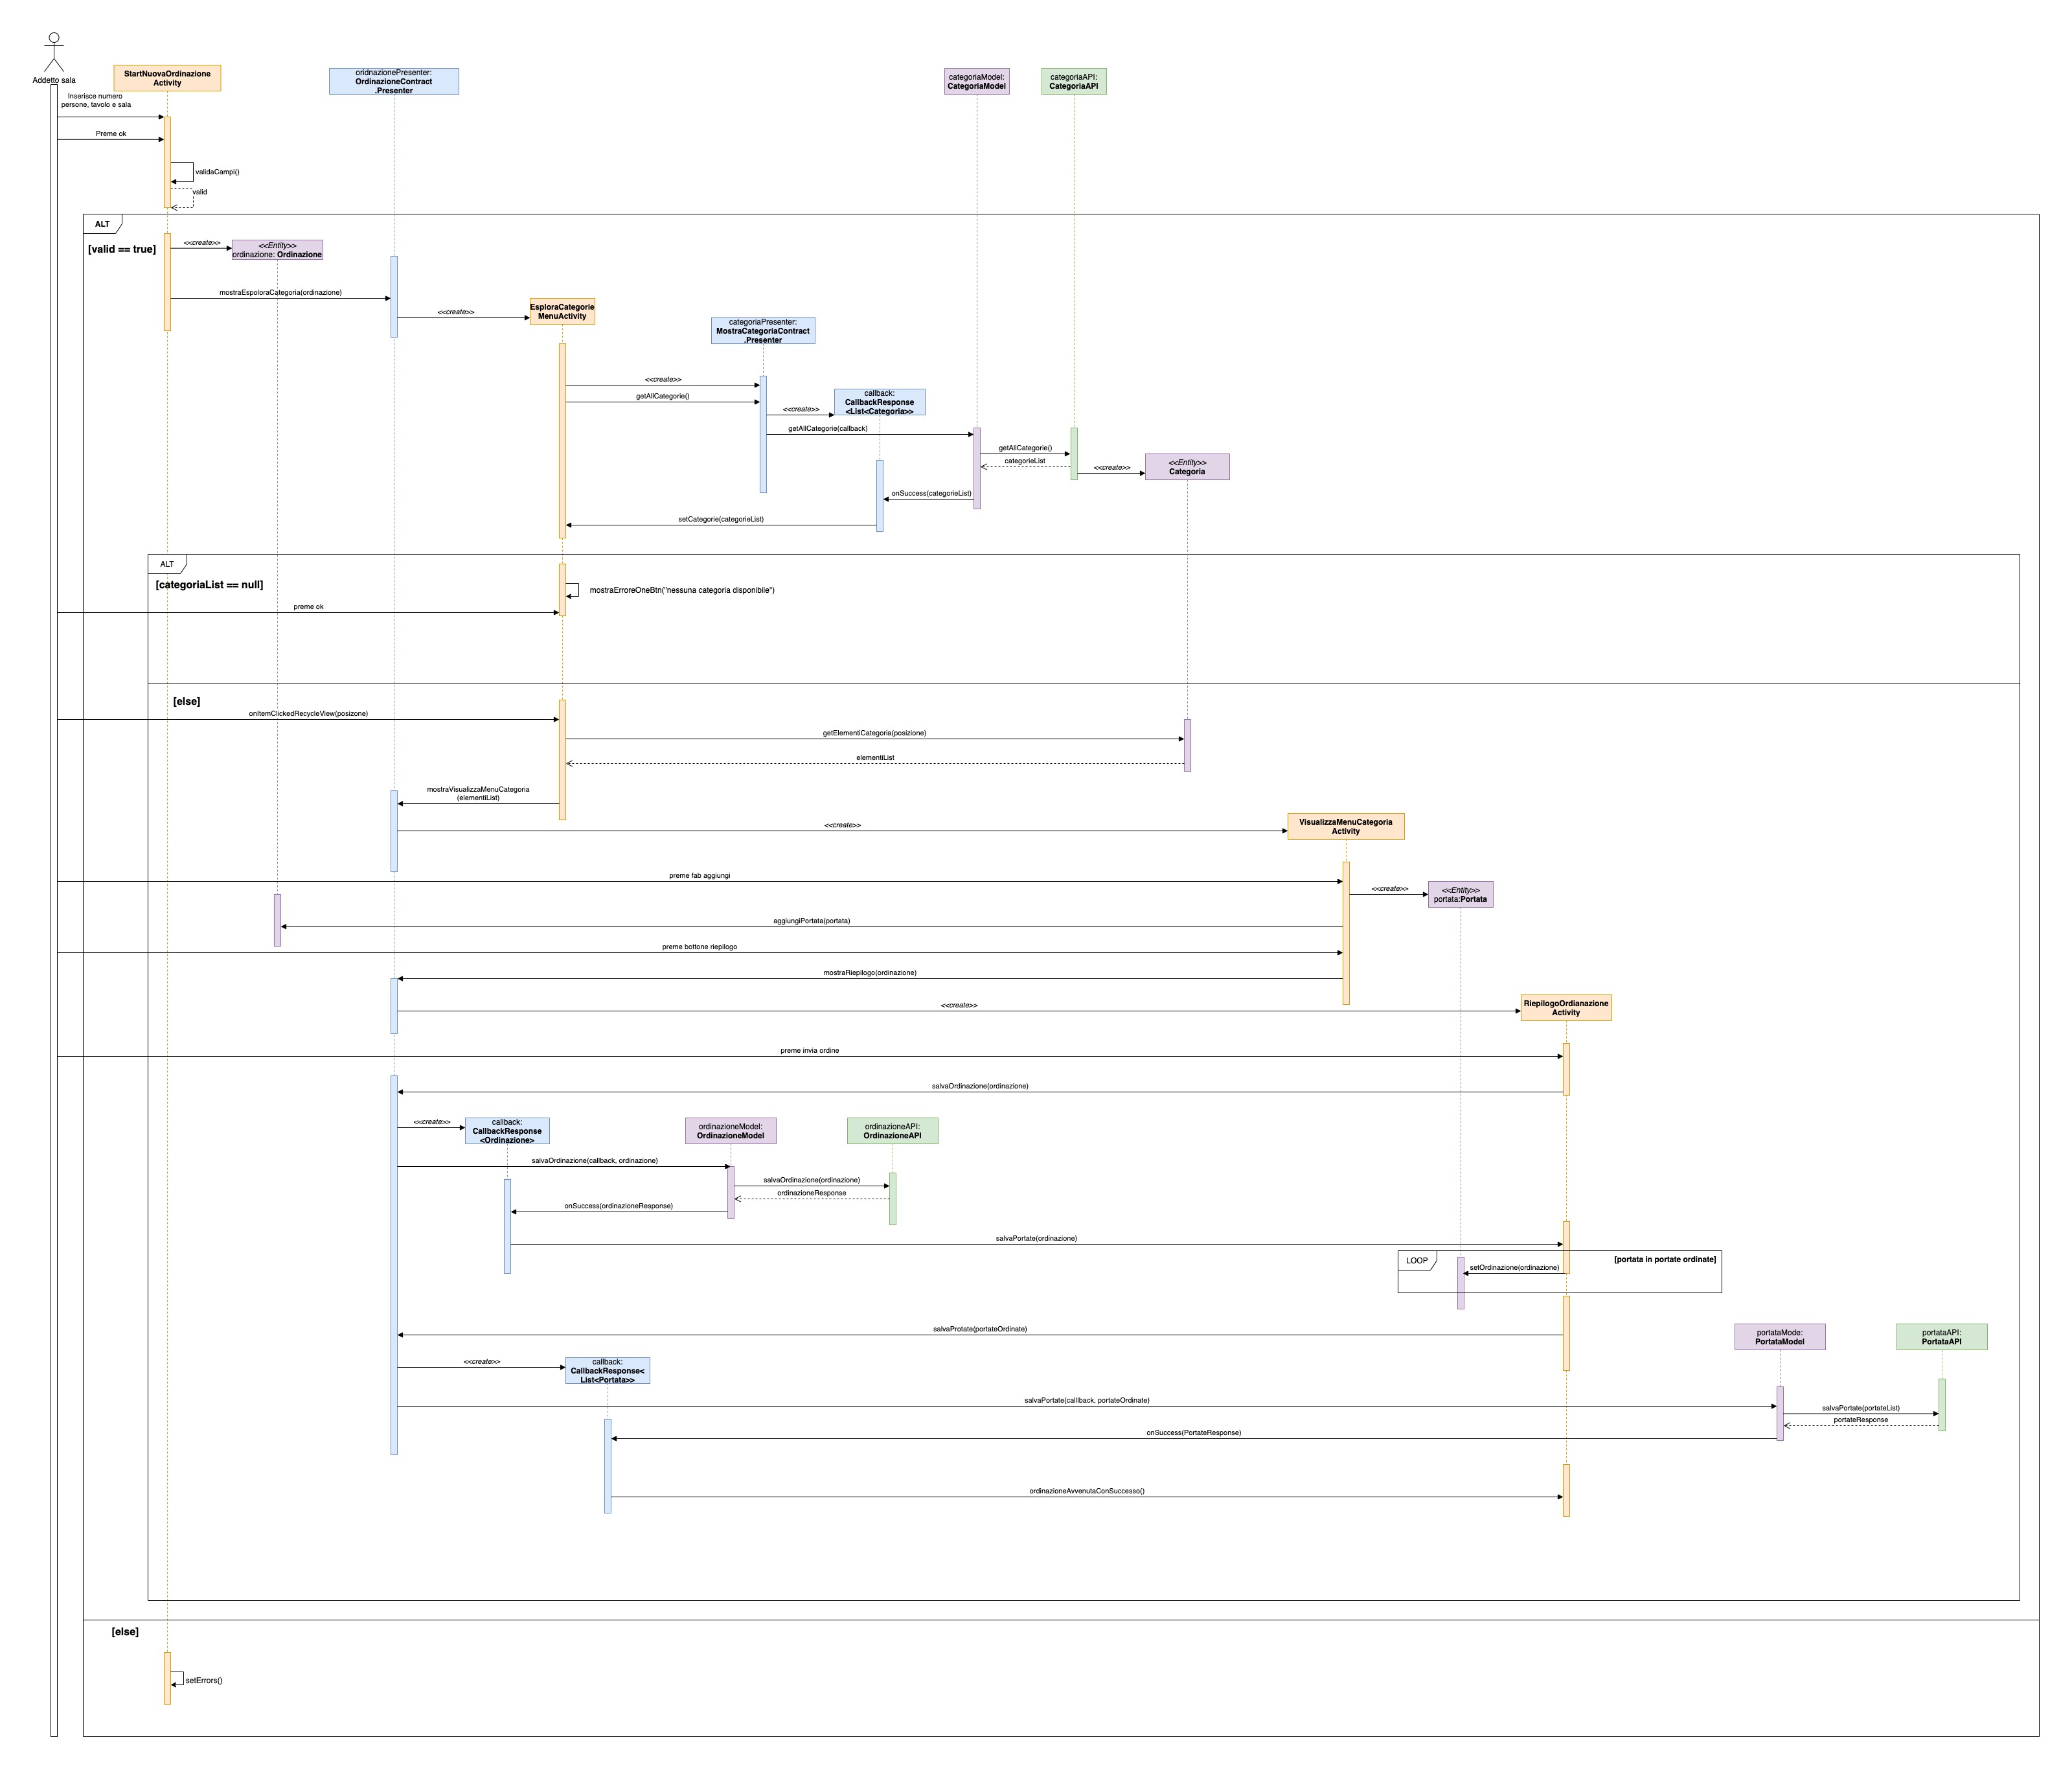 Addetto sala
StartNuovaOrdinazione
Activity
oridnazionePresenter:
OrdinazioneContract
.Presenter
categoriaModel:
CategoriaModel
categoriaAPI:
CategoriaAPI
Inserisce numero
persone, tavolo e sala
Preme ok
validaCampi()
valid
ALT
[valid == true]
<<create>>
<<Entity>>
ordinazione: Ordinazione
mostraEspoloraCategoria(ordinazione)
<<create>>
EsploraCategorie
MenuActivity
categoriaPresenter:
MostraCategoriaContract
.Presenter
<<create>>
getAllCategorie()
<<create>>
callback:
CallbackResponse
<List<Categoria>>
getAllCategorie(callback)
getAllCategorie()
categorieList
<<create>>
<<Entity>>
Categoria
onSuccess(categorieList)
setCategorie(categorieList)
ALT
[categoriaList == null]
mostraErroreOneBtn("nessuna categoria disponibile")
preme ok
[else]
onItemClickedRecycleView(posizone)
getElementiCategoria(posizione)
elementiList
mostraVisualizzaMenuCategoria
(elementiList)
<<create>>
VisualizzaMenuCategoria
Activity
preme fab aggiungi
<<create>>
<<Entity>>
portata:Portata
aggiungiPortata(portata)
preme bottone riepilogo
mostraRiepilogo(ordinazione)
<<create>>
RiepilogoOrdianazione
Activity
preme invia ordine
salvaOrdinazione(ordinazione)
<<create>>
callback:
CallbackResponse
<Ordinazione>
ordinazioneModel:
OrdinazioneModel
ordinazioneAPI:
OrdinazioneAPI
salvaOrdinazione(callback, ordinazione)
salvaOrdinazione(ordinazione)
ordinazioneResponse
onSuccess(ordinazioneResponse)
salvaPortate(ordinazione)
LOOP
[portata in portate ordinate]
setOrdinazione(ordinazione)
salvaProtate(portateOrdinate)
portataMode:
PortataModel
portataAPI:
PortataAPI
<<create>>
callback:
CallbackResponse<
List<Portata>>
salvaPortate(calllback, portateOrdinate)
salvaPortate(portateList)
portateResponse
onSuccess(PortateResponse)
ordinazioneAvvenutaConSuccesso()
[else]
setErrors()